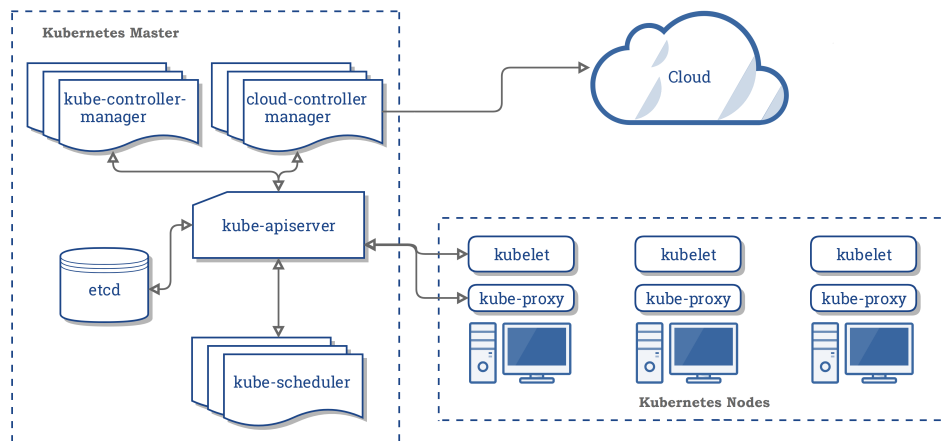 Kubernetes Master
kube-controller-
manager
cloud-controller
manager
Cloud
kube-apiserver
etcd
kube-scheduler
kubelet
kubelet
kubelet
kube-proxy
kube-proxy
kube-proxy
Kubernetes Nodes